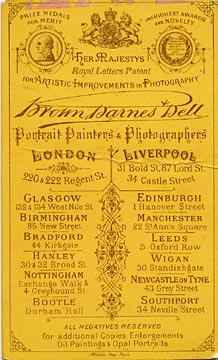 PRIZE MEDALS
FOR MERIT
AND HIGHEST AWARDS
AND NOVELTY
HER MAJESTYS
Royal Letters Patent
FOR ARTISTIC IMPROVEMENTS IN PHOTOGRAPHY
Brown Barnes & Bell
Portrait Painters & Photographers
LONDON
220 & 222 Regent St
LIVERPOOL
31 Bold St, 87 Lord St
34 Castle Street
GLASGOW
132 & 134 West Nile St.
BIRMINGHAM
86 New Street
BRADFORD
44 Kirkgate
HANLEY
30 & 32 Broad St.
NOTTINGHAM
Exchange Walk &
4 Greyhound St
BOOTLE
Durham Hall
EDINBURGH
1 Hanover Street
MANCHESTER
22 St Ann's Square
LEEDS
5 Oxford Row
WIGAN
30 Standishgate
NEWCASTLE ON TYNE
43 Grey Street
SOUTHPORT
34 Neville Street
ALL NEGATIVES RESERVED
for additional Copies, Enlargements
Oil Paintings & Opal Portraits.